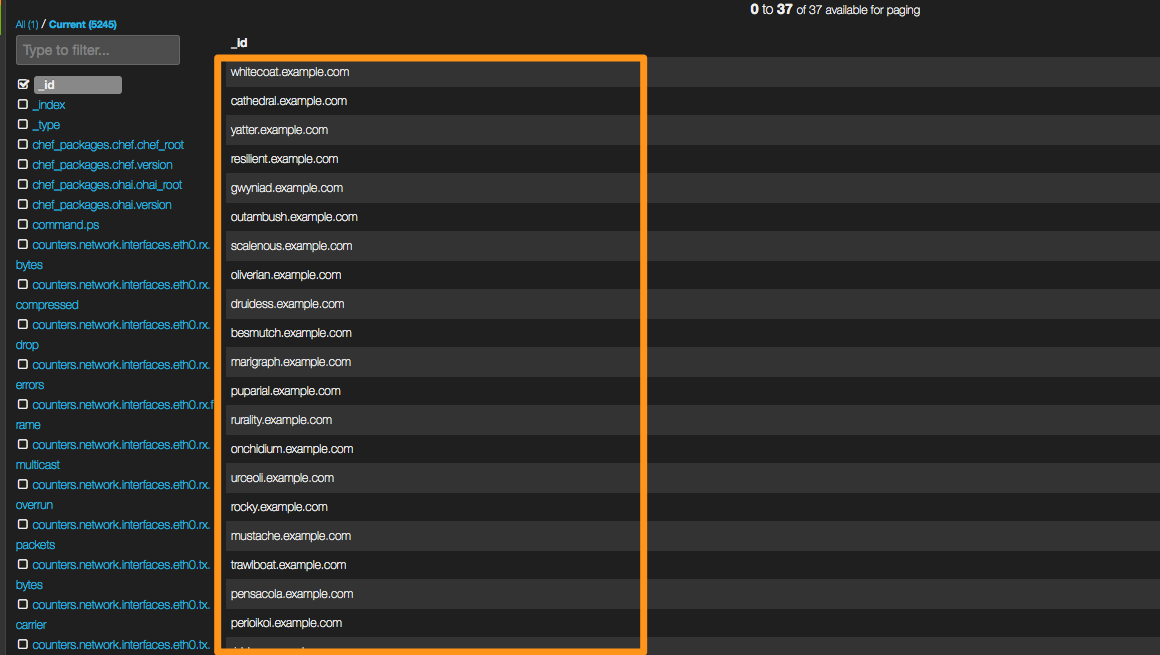 0 to 37 of 37 available for paging
All (1) / Current (5245)
Type to filter...
_id
_index
_type
chef_packages.chef.chef_root
chef_packages.chef.version
chef_packages.ohai.ohai_root
chef_packages.ohai.version
command.ps
counters.network.interfaces.eth0.rx.
bytes
counters.network.interfaces.eth0.rx.
compressed
counters.network.interfaces.eth0.rx.
drop
counters.network.interfaces.eth0.rx.
errors
counters.network.interfaces.eth0.rx.f
rame
counters.network.interfaces.eth0.rx.
multicast
counters.network.interfaces.eth0.rx.
overrun
counters.network.interfaces.eth0.rx.
packets
counters.network.interfaces.eth0.tx.
bytes
counters.network.interfaces.eth0.tx.
carrier
counters.network.interfaces.eth0.tx.
_id
whitecoat.example.com
cathedral.example.com
yatter.example.com
resilient.example.com
gwyniad.example.com
outambush.example.com
scalenous.example.com
oliverian.example.com
druidess.example.com
besmutch.example.com
marigraph.example.com
puparial.example.com
rurality.example.com
onchidium.example.com
urceoli.example.com
rocky.example.com
mustache.example.com
trawlboat.example.com
pensacola.example.com
perioikoi.example.com